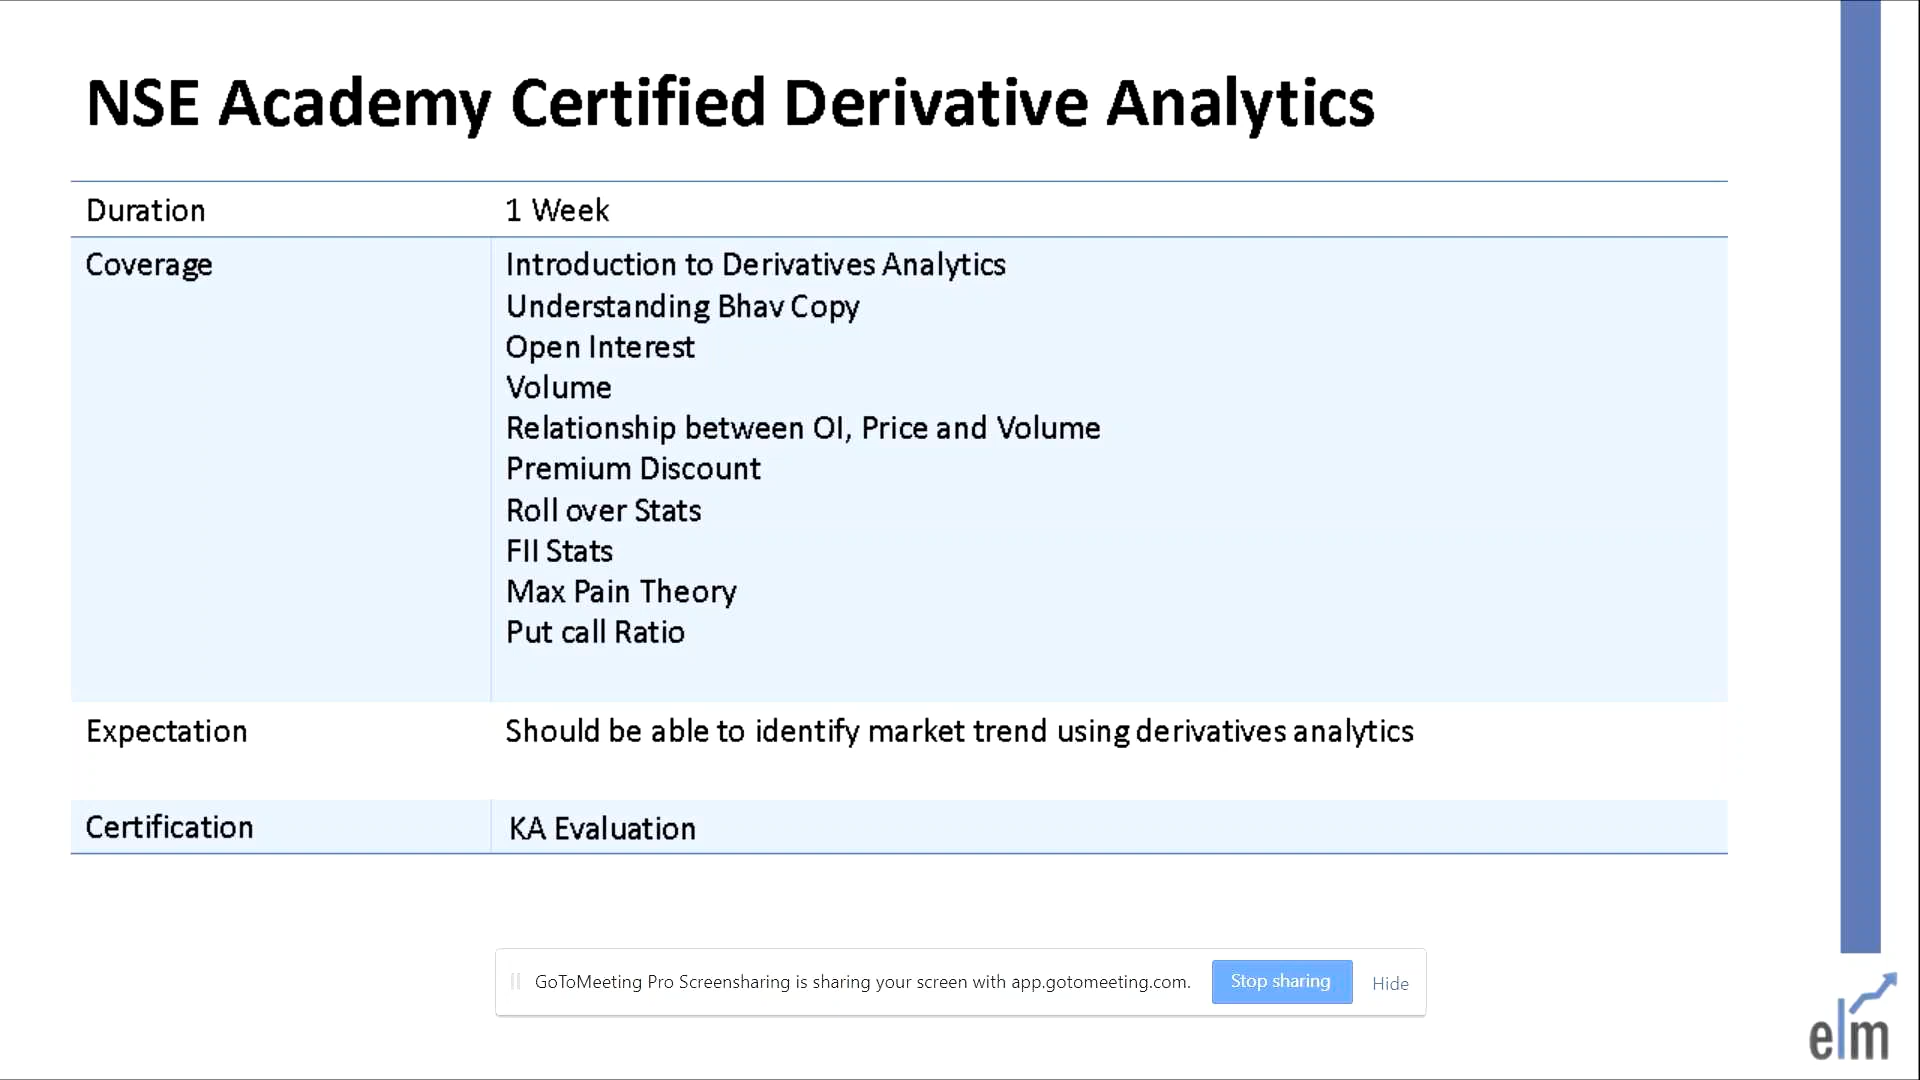 NSE Academy Certified Derivative Analytics
Duration 1 Week
Coverage Introduction to Derivatives Analytics
Understanding Bhav Copy
Open Interest
Volume
Relationship between OI, Price and Volume
Premium Discount
Roll over Stats
FII Stats
Max Pain Theory
Put call Ratio
Expectation Should be able to identify market trend using derivatives analytics
Certification KA Evaluation
GoToMeeting Pro Screensharing is sharing your screen with app.gotomeeting.com. Stop sharing Hide
elm